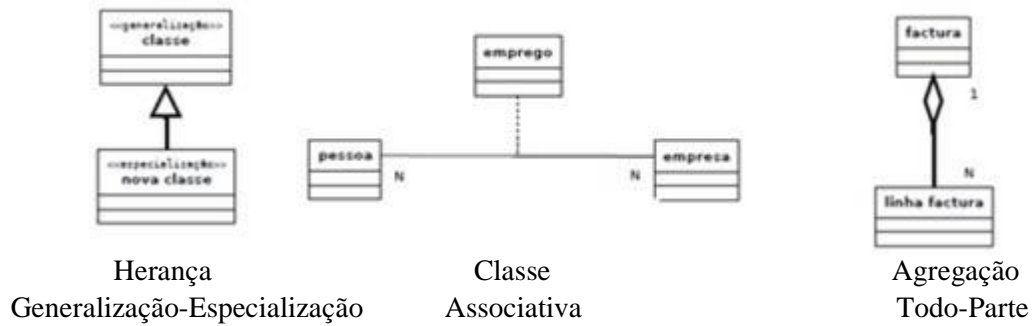 <<generalização>>
classe
<<especialização>>
nova classe
emprego
pessoa
N
N
empresa
factura
1
N
linha factura
Herança
Generalização-Especialização
Classe
Associativa
Agregação
Todo-Parte